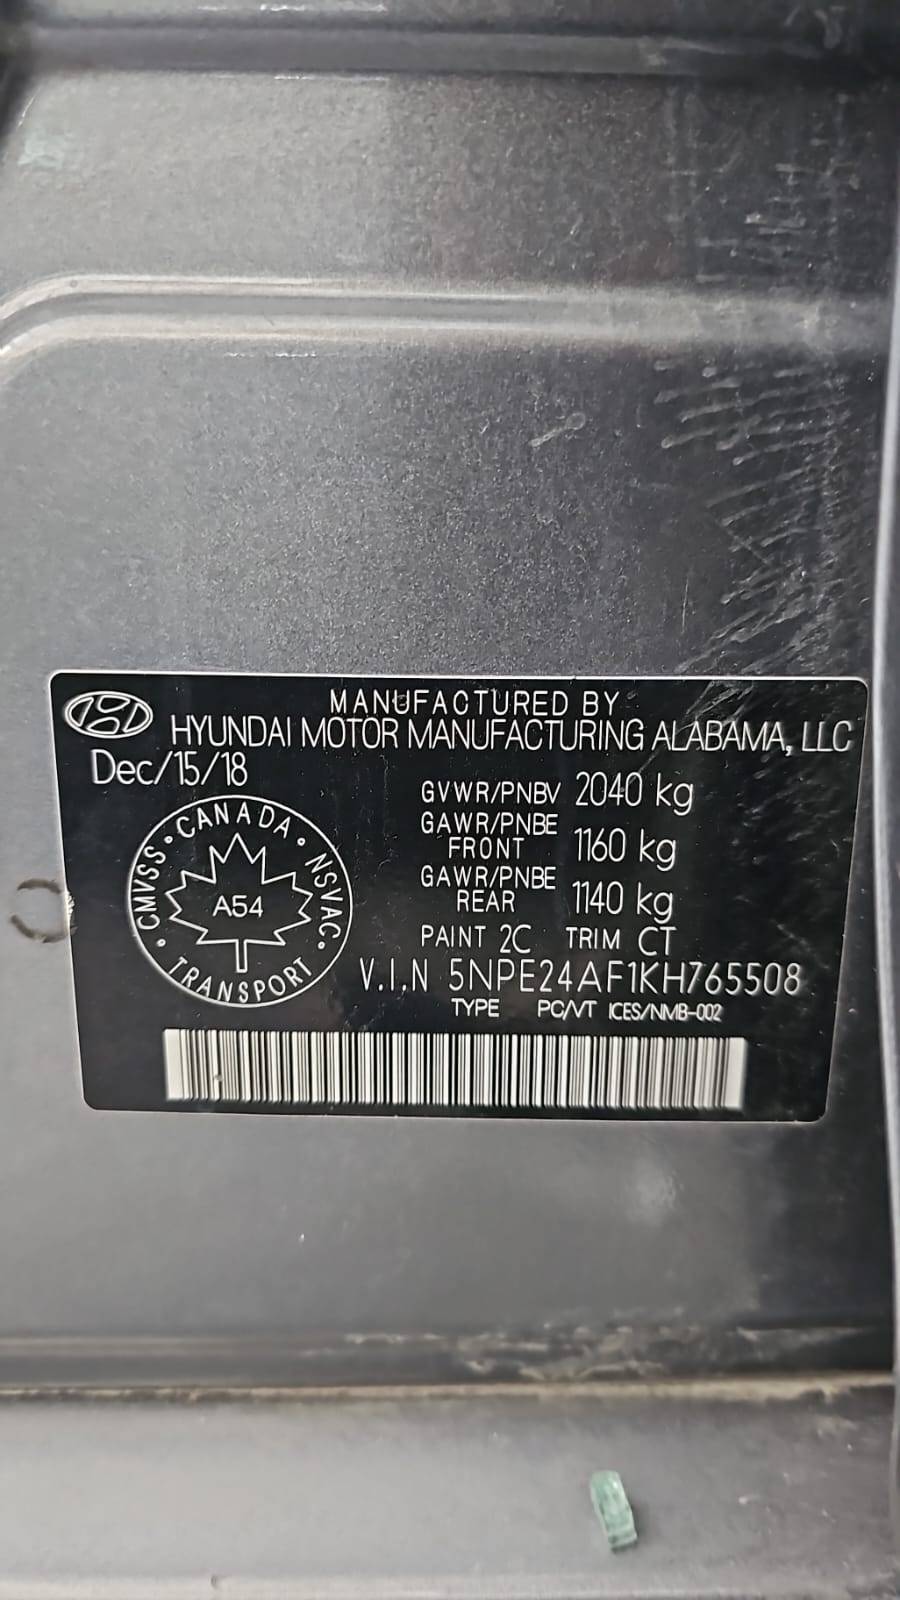 MANUFACTURED BY
HYUNDAI MOTOR MANUFACTURING ALABAMA, LLC
Dec/15/18
GVWR/PNBV 2040 kg
GAWR/PNBE FRONT 1160 kg
GAWR/PNBE REAR 1140 kg
PAINT 2C TRIM CT
V.I.N 5NPE24AF1KH765508
TYPE PC/VT ICES/NMB-002
CMVSS • CANADA • NSVAC •
A54
• TRANSPORT